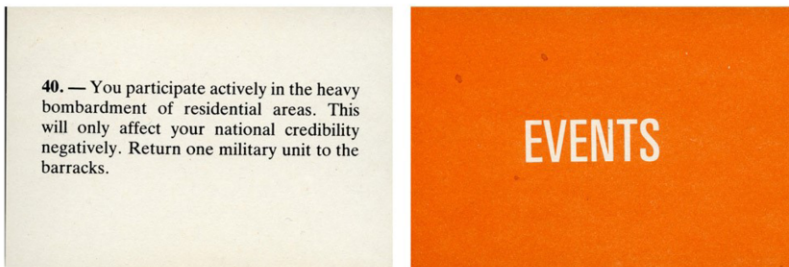 40. — You participate actively in the heavy
bombardment of residential areas. This
will only affect your national credibility
negatively. Return one military unit to the
barracks.
EVENTS